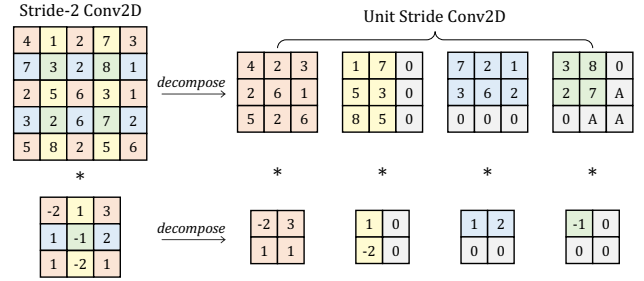 Stride-2 Conv2D
4 1 2 7 3
7 3 2 8 1
2 5 6 3 1
3 2 6 7 2
5 8 2 5 6
*
-2 1 3
1 -1 2
1 -2 1
decompose
decompose
Unit Stride Conv2D
4 2 3 1 7 0 7 2 1 3 8 0
2 6 1 5 3 0 3 6 2 2 7 A
5 2 6 8 5 0 0 0 0 0 A A
* * * *
-2 3 1 0 1 2 -1 0
1 1 -2 0 0 0 0 0